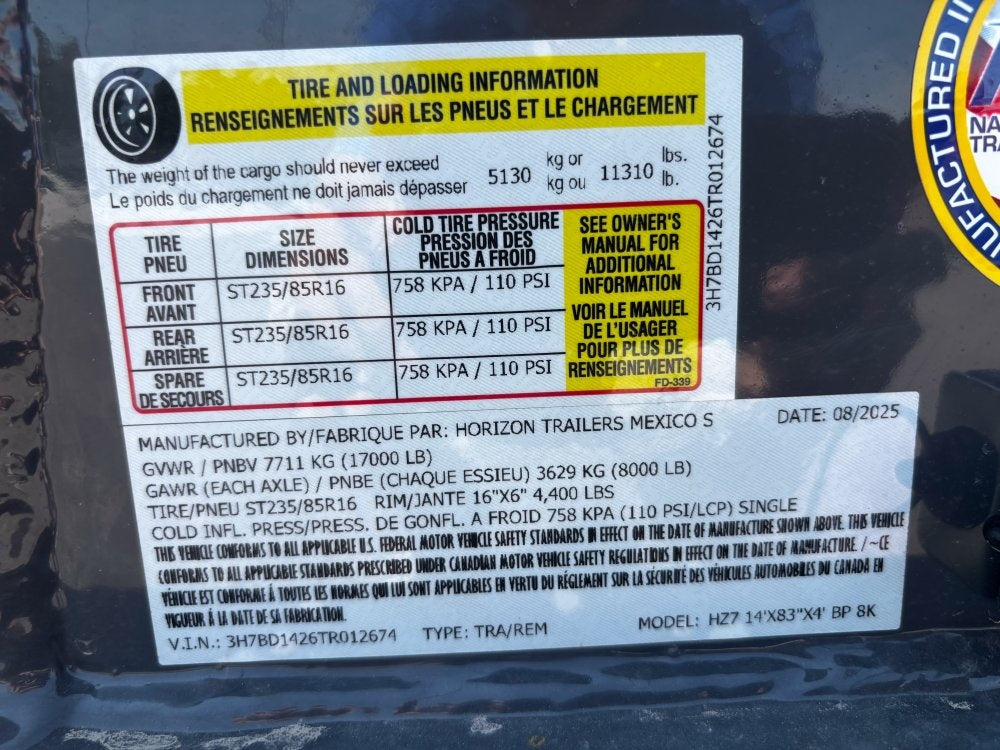 TIRE AND LOADING INFORMATION
RENSEIGNEMENTS SUR LES PNEUS ET LE CHARGEMENT
The weight of the cargo should never exceed 5130 kg or 11310 lbs.
Le poids du chargement ne doit jamais dépasser kg ou lb.
TIRE PNEU
SIZE DIMENSIONS
COLD TIRE PRESSURE PRESSION DES PNEUS A FROID
SEE OWNER'S MANUAL FOR ADDITIONAL INFORMATION
VOIR LE MANUEL DE L'USAGER POUR PLUS DE RENSEIGNEMENTS
FD-339
FRONT AVANT ST235/85R16 758 KPA / 110 PSI
REAR ARRIÈRE ST235/85R16 758 KPA / 110 PSI
SPARE DE SECOURS ST235/85R16 758 KPA / 110 PSI
3H7BD1426TR012674
MANUFACTURED BY/FABRIQUE PAR: HORIZON TRAILERS MEXICO S DATE: 08/2025
GVWR / PNBV 7711 KG (17000 LB)
GAWR (EACH AXLE) / PNBE (CHAQUE ESSIEU) 3629 KG (8000 LB)
TIRE/PNEU ST235/85R16 RIM/JANTE 16"X6" 4,400 LBS
COLD INFL. PRESS/PRESS. DE GONFL. A FROID 758 KPA (110 PSI/LCP) SINGLE
THIS VEHICLE CONFORMS TO ALL APPLICABLE U.S. FEDERAL MOTOR VEHICLE SAFETY STANDARDS IN EFFECT ON THE DATE OF MANUFACTURE SHOWN ABOVE. THIS VEHICLE
CONFORMS TO ALL APPLICABLE STANDARDS PRESCRIBED UNDER CANADIAN MOTOR VEHICLE SAFETY REGULATIONS IN EFFECT ON THE DATE OF MANUFACTURE. / ~CE
VÉHICULE EST CONFORME À TOUTES LES NORMES QUI LUI SONT APPLICABLES EN VERTU DU RÈGLEMENT SUR LA SÉCURITÉ DES VÉHICULES AUTOMOBILES DU CANADA EN
VIGUEUR À LA DATE DE SA FABRICATION.
V.I.N.: 3H7BD1426TR012674 TYPE: TRA/REM MODEL: HZ7 14'X83"X4' BP 8K